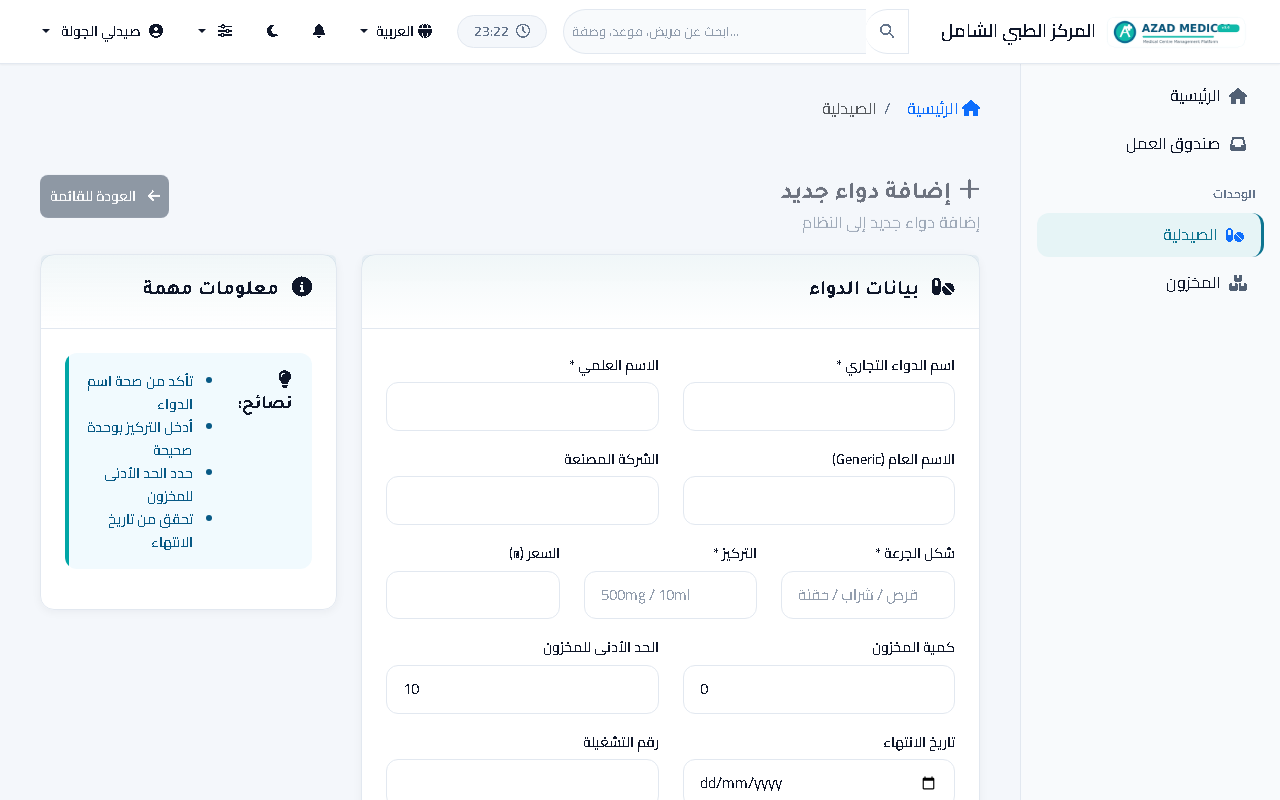 AZAD MEDIC
Medical Centre Management Platform
المركز الطبي الشامل
ابحث عن مريض، موعد، وصفة...
23:22
العربية
صيدلي الجولة
الرئيسية
صندوق العمل
الوحدات
الصيدلية
المخزون
الرئيسية / الصيدلية
إضافة دواء جديد
إضافة دواء جديد إلى النظام
العودة للقائمة
بيانات الدواء
اسم الدواء التجاري *
الاسم العلمي *
الاسم العام (Generic)
الشركة المصنعة
شكل الجرعة *
التركيز *
السعر (₪)
قرص / شراب / حقنة
500mg / 10ml
كمية المخزون
الحد الأدنى للمخزون
0
10
تاريخ الانتهاء
رقم التشغيلة
dd/mm/yyyy
معلومات مهمة
نصائح:
تأكد من صحة اسم
الدواء
أدخل التركيز بوحدة
صحيحة
حدد الحد الأدنى
للمخزون
تحقق من تاريخ
الانتهاء